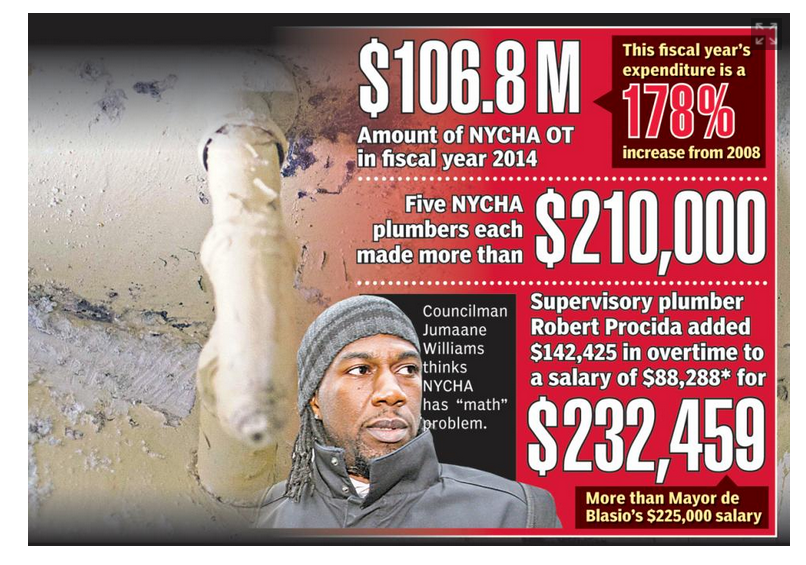 $106.8 M
Amount of NYCHA OT
in fiscal year 2014
This fiscal year's
expenditure is a
178%
increase from 2008
Five NYCHA
plumbers each
made more than
$210,000
Councilman
Jumaane
Williams
thinks
NYCHA
has “math”
problem.
Supervisory plumber
Robert Procida added
$142,425 in overtime to
a salary of $88,288* for
$232,459
More than Mayor de
Blasio's $225,000 salary